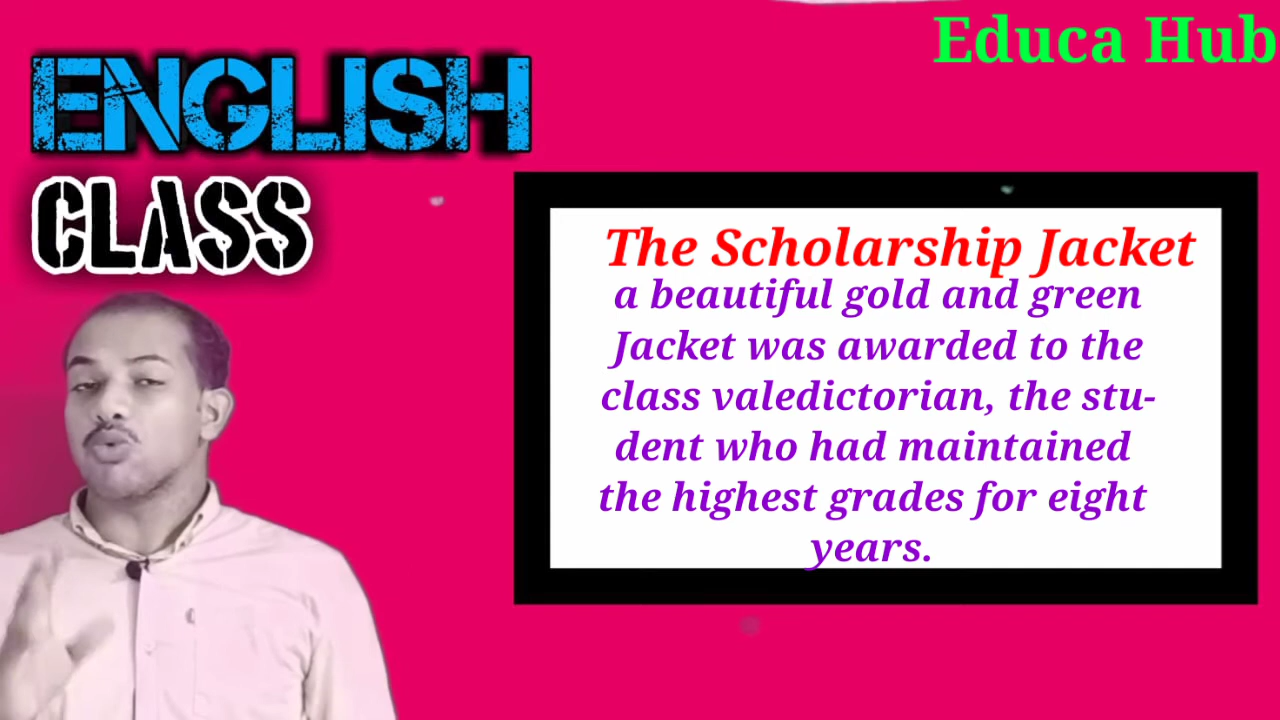 Educa Hub
ENGLISH
CLASS
The Scholarship Jacket
a beautiful gold and green
Jacket was awarded to the
class valedictorian, the stu-
dent who had maintained
the highest grades for eight
years.